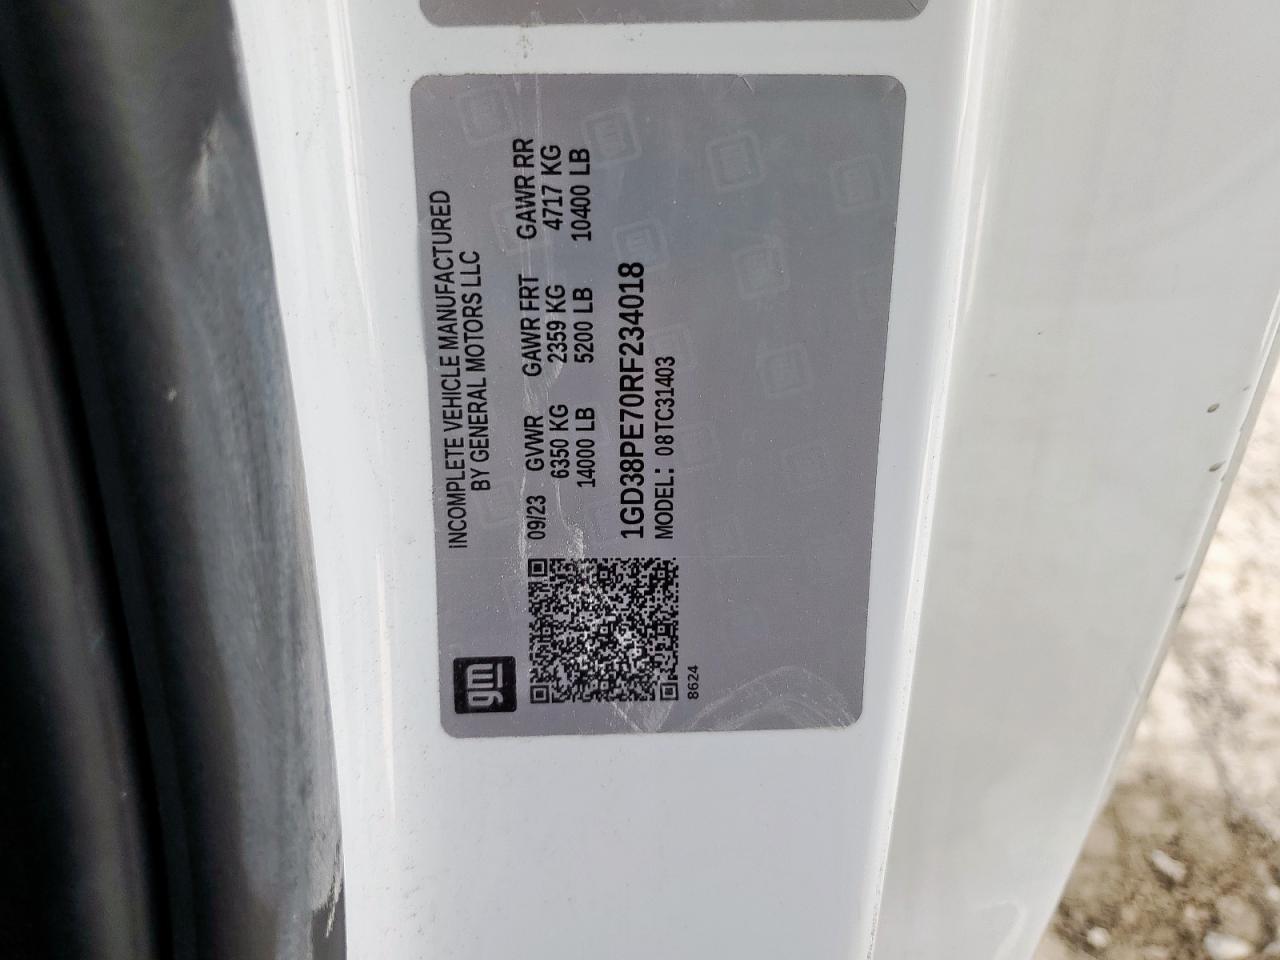 INCOMPLETE VEHICLE MANUFACTURED
BY GENERAL MOTORS LLC
09/23 GVWR GAWR FRT GAWR RR
6350 KG 2359 KG 4717 KG
14000 LB 5200 LB 10400 LB
1GD38PE70RF234018
MODEL: 08TC31403
gm
8624